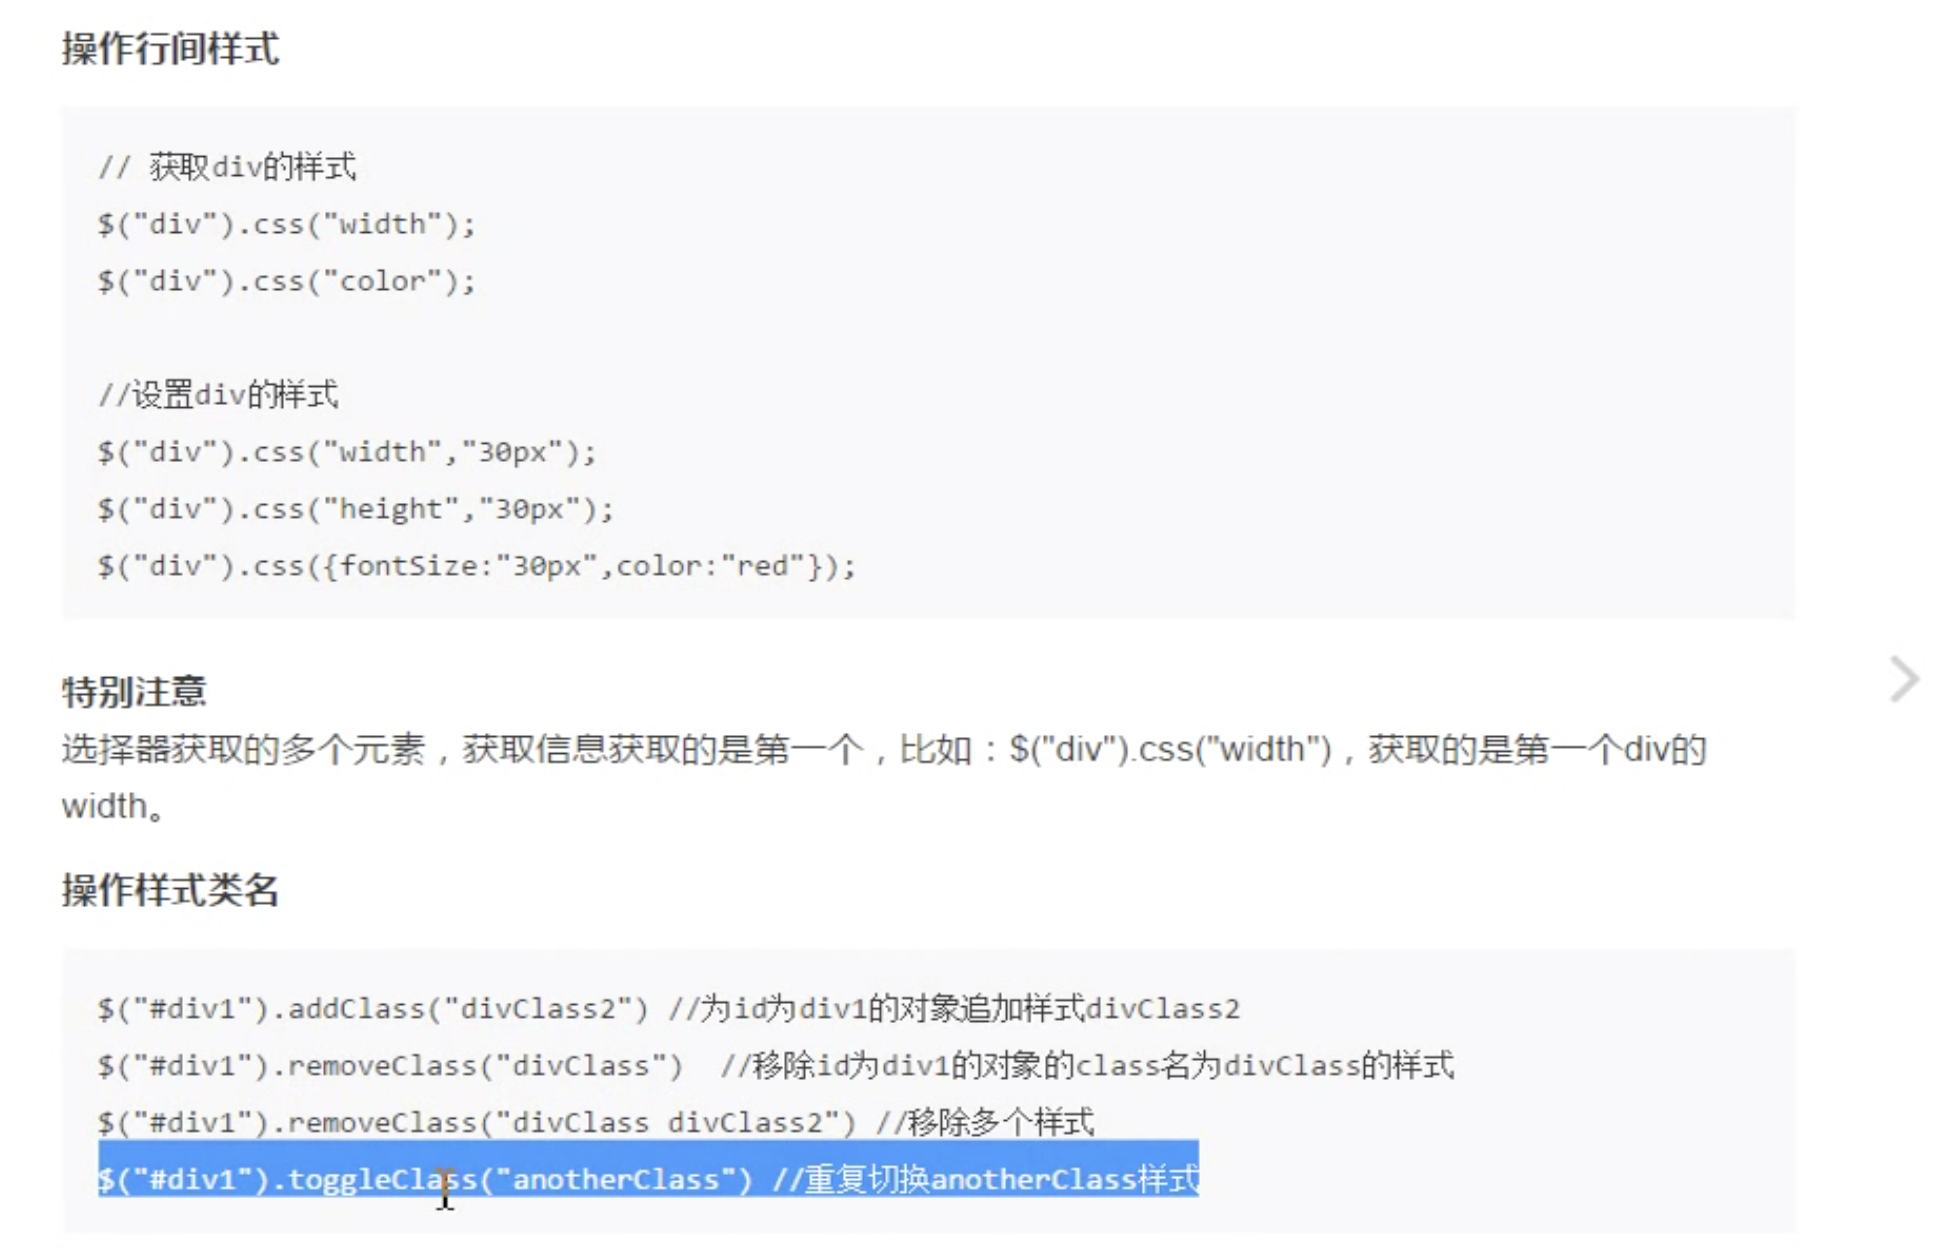 操作行间样式
// 获取div的样式
$("div").css("width");
$("div").css("color");
//设置div的样式
$("div").css("width","30px");
$("div").css("height","30px");
$("div").css({fontSize:"30px",color:"red"});
特别注意
选择器获取的多个元素，获取信息获取的是第一个，比如：$("div").css("width")，获取的是第一个div的
width。
操作样式类名
$("#div1").addClass("divClass2") //为id为div1的对象追加样式divClass2
$("#div1").removeClass("divClass")  //移除id为div1的对象的class名为divClass的样式
$("#div1").removeClass("divClass divClass2") //移除多个样式
$("#div1").toggleClass("anotherClass") //重复切换anotherClass样式